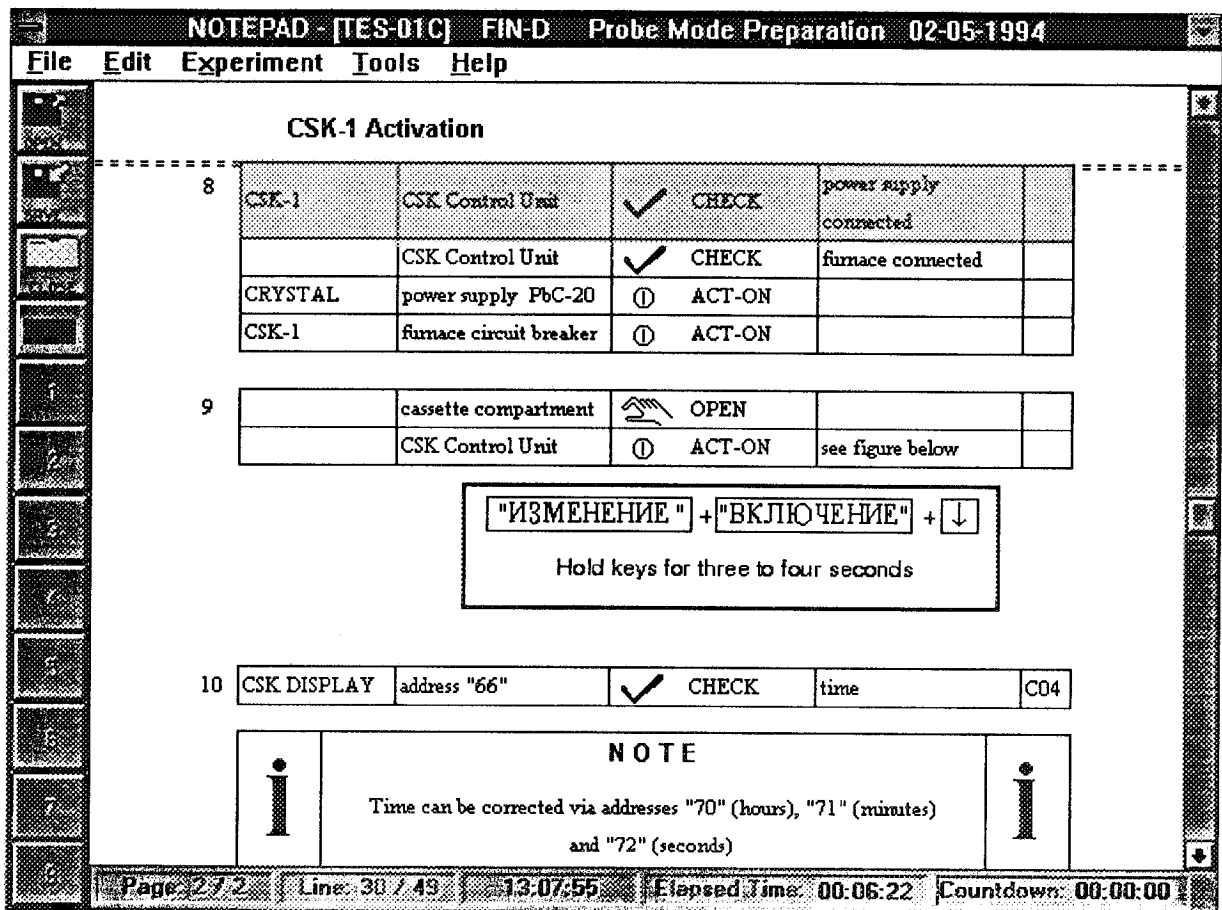 NOTEPAD - [TES-01C] FIN-D Probe Mode Preparation 02-05-1994
File Edit Experiment Tools Help
CSK-1 Activation
8 CSK-1 CSK Control Unit CHECK power supply connected
CSK Control Unit CHECK furnace connected
CRYSTAL power supply PbC-20 ACT-ON
CSK-1 furnace circuit breaker ACT-ON
9 cassette compartment OPEN
CSK Control Unit ACT-ON see figure below
"ИЗМЕНЕНИЕ" + "ВКЛЮЧЕНИЕ" + ↓
Hold keys for three to four seconds
10 CSK DISPLAY address "66" CHECK time C04
NOTE
Time can be corrected via addresses "70" (hours), "71" (minutes)
and "72" (seconds)
Page: 2 / 2 Line: 30 / 49 13:07:55 Elapsed Time: 00:06:22 Countdown: 00:00:00